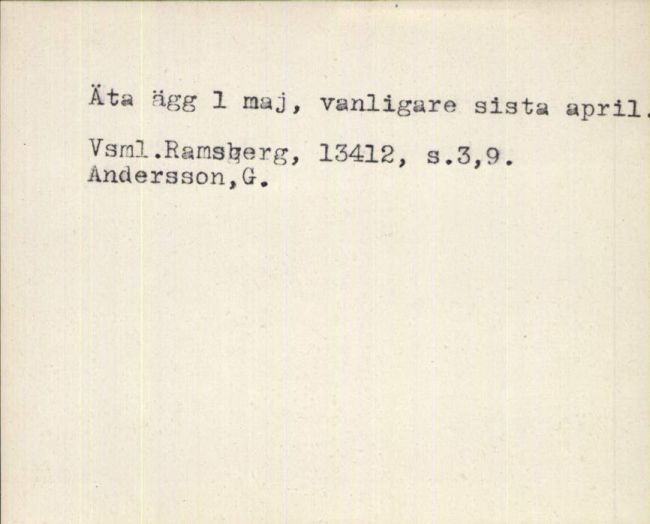 Äta ägg 1 maj, vanligare sista april.
Vsml.Ramsberg, 13412, s.3,9.
Andersson,G.